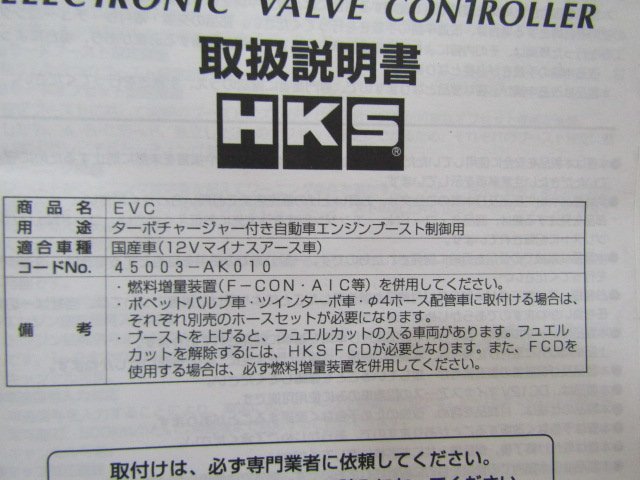 ELECTRONIC VALVE CONTROLLER
取扱説明書
HKS®
商品名 EVC
用途 ターボチャージャー付き自動車エンジンブースト制御用
適合車種 国産車（12Vマイナスアース車）
コードNo. 45003-AK010
備考 ・燃料増量装置（F-CON・AIC等）を併用してください。
・ポペットバルブ車・ツインターボ車・φ4ホース配管車に取付ける場合は、
それぞれ別売のホースセットが必要になります。
・ブーストを上げると、フュエルカットの入る車両があります。フュエル
カットを解除するには、HKS FCDが必要となります。また、FCDを
使用する場合は、必ず燃料増量装置を併用してください。
取付けは、必ず専門業者に依頼してください。